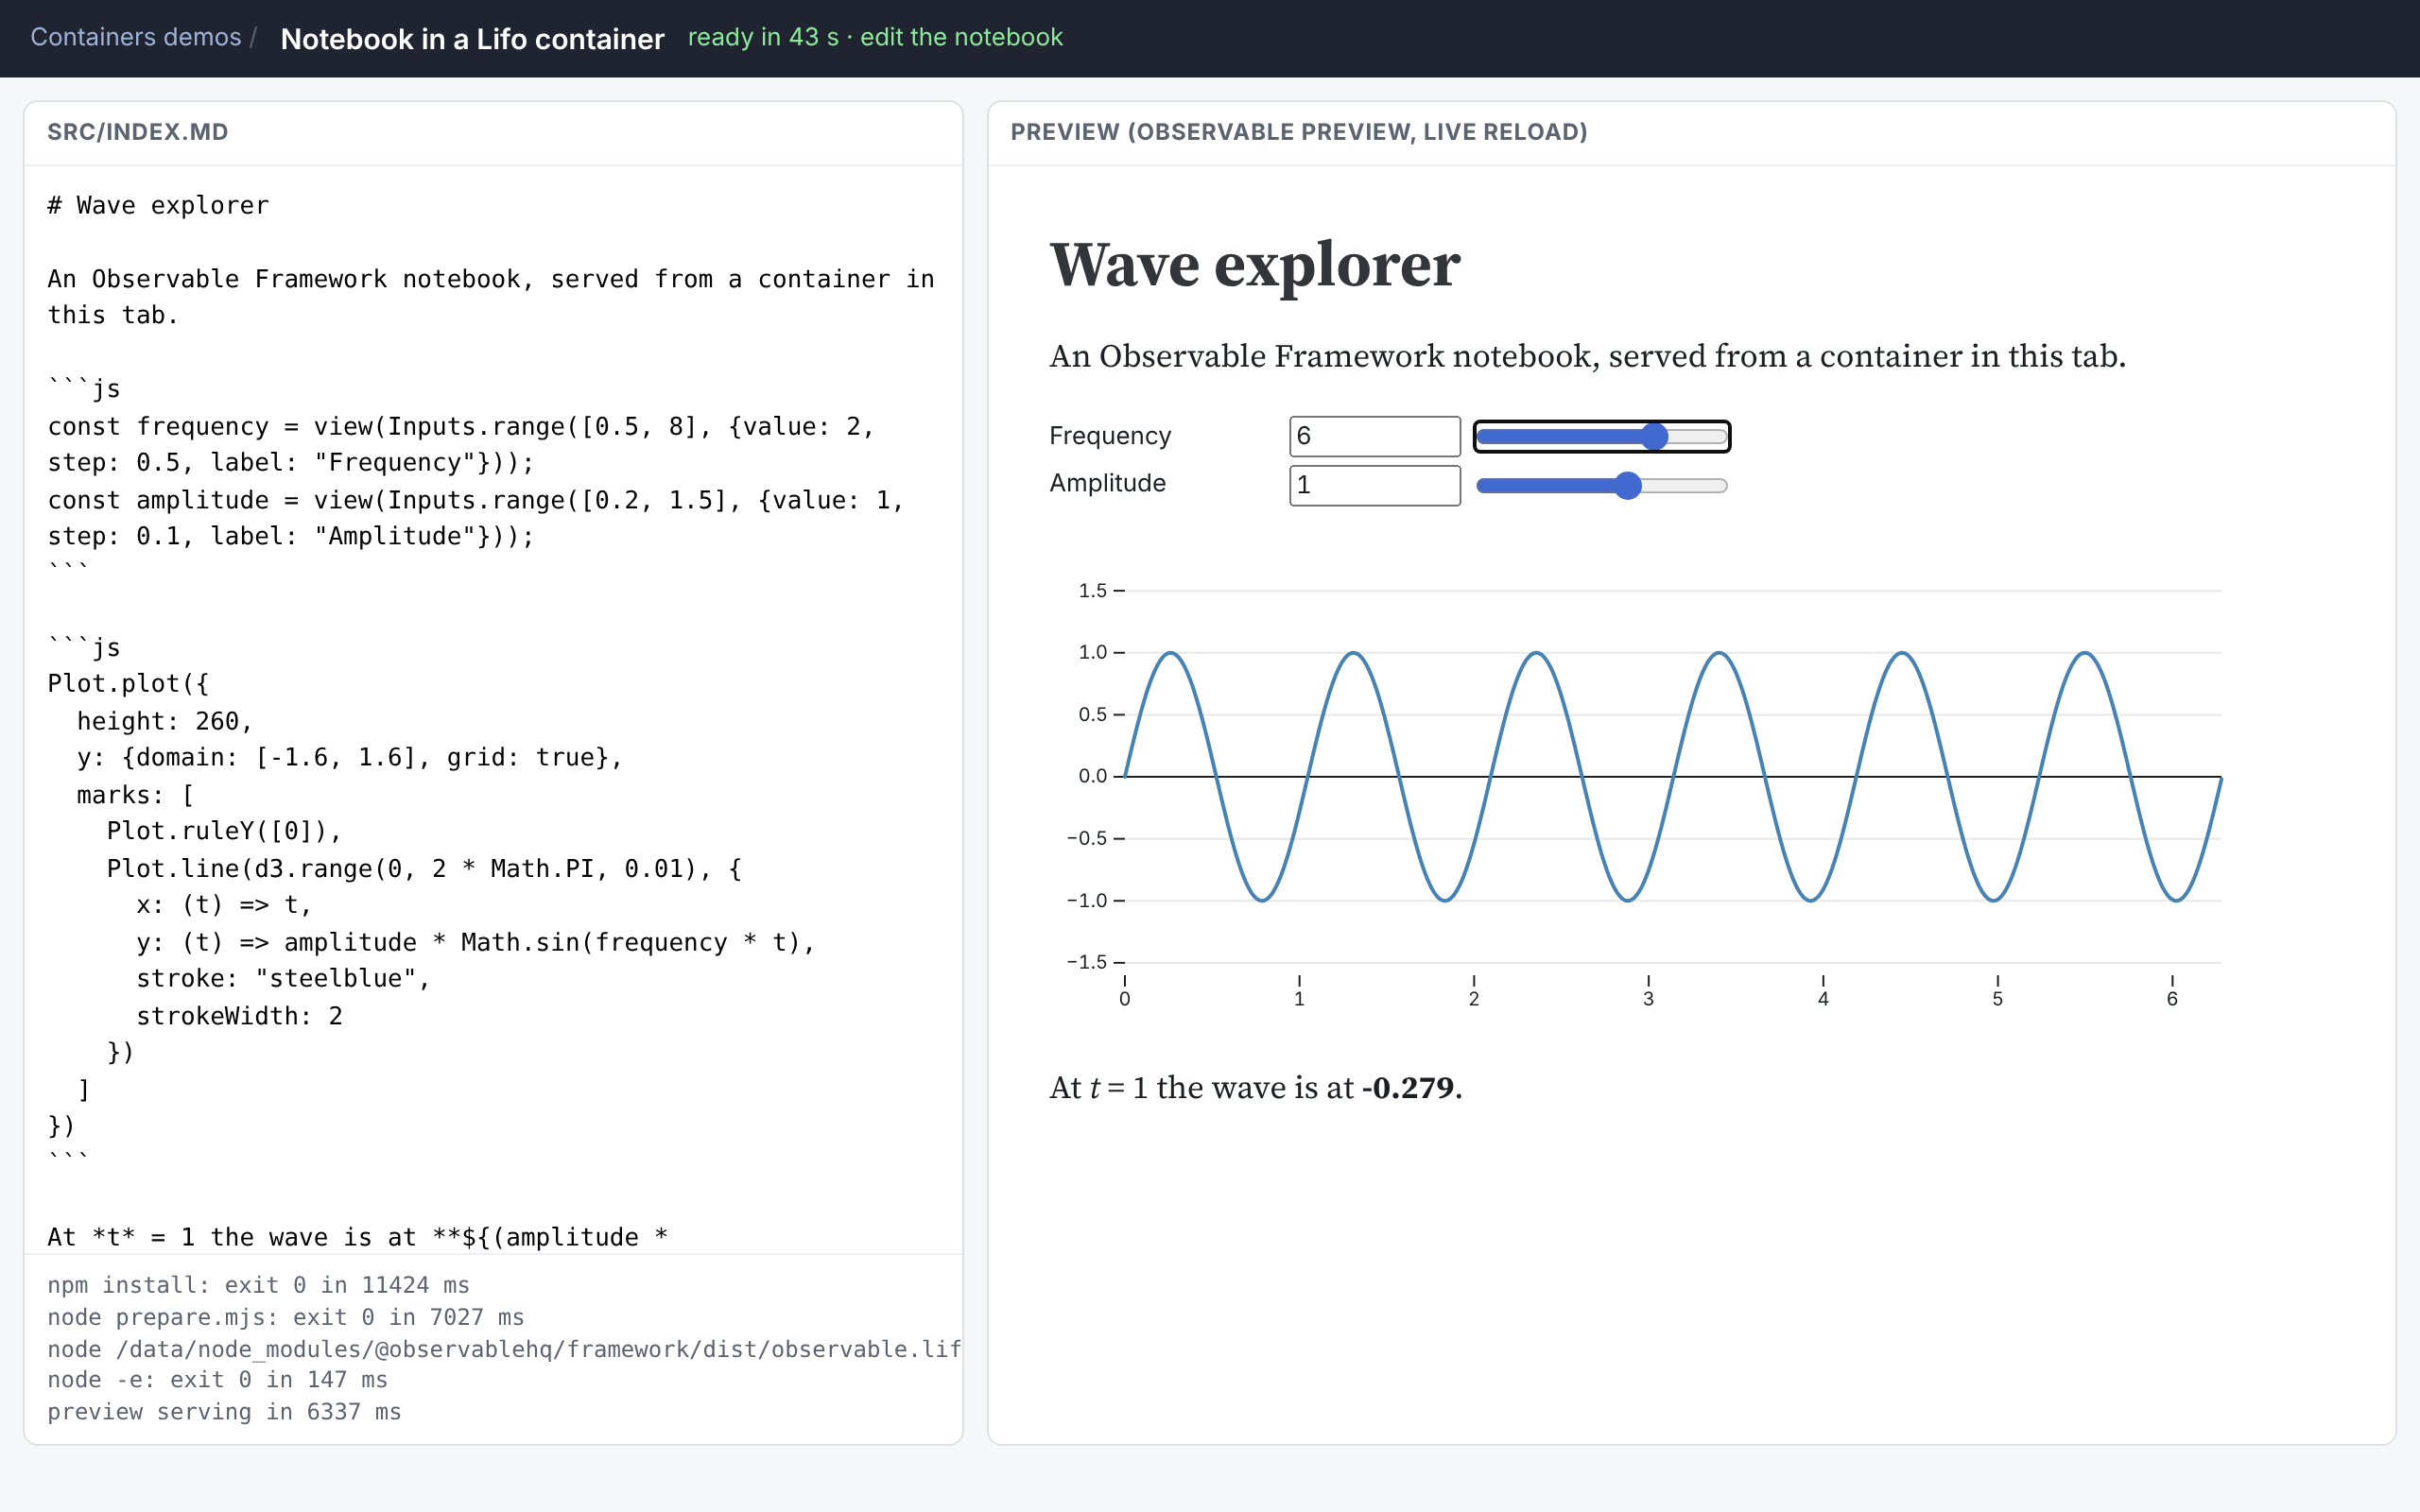 Containers demos / Notebook in a Lifo container ready in 43 s · edit the notebook
SRC/INDEX.MD
# Wave explorer
An Observable Framework notebook, served from a container in
this tab.
```js
const frequency = view(Inputs.range([0.5, 8], {value: 2,
step: 0.5, label: "Frequency"}));
const amplitude = view(Inputs.range([0.2, 1.5], {value: 1,
step: 0.1, label: "Amplitude"}));
```
```js
Plot.plot({
  height: 260,
  y: {domain: [-1.6, 1.6], grid: true},
  marks: [
    Plot.ruleY([0]),
    Plot.line(d3.range(0, 2 * Math.PI, 0.01), {
      x: (t) => t,
      y: (t) => amplitude * Math.sin(frequency * t),
      stroke: "steelblue",
      strokeWidth: 2
    })
  ]
})
```
At *t* = 1 the wave is at **${(amplitude *
npm install: exit 0 in 11424 ms
node prepare.mjs: exit 0 in 7027 ms
node /data/node_modules/@observablehq/framework/dist/observable.lif
node -e: exit 0 in 147 ms
preview serving in 6337 ms
PREVIEW (OBSERVABLE PREVIEW, LIVE RELOAD)
Wave explorer
An Observable Framework notebook, served from a container in this tab.
Frequency 6
Amplitude 1
1.5
1.0
0.5
0.0
−0.5
−1.0
−1.5
0 1 2 3 4 5 6
At t = 1 the wave is at -0.279.